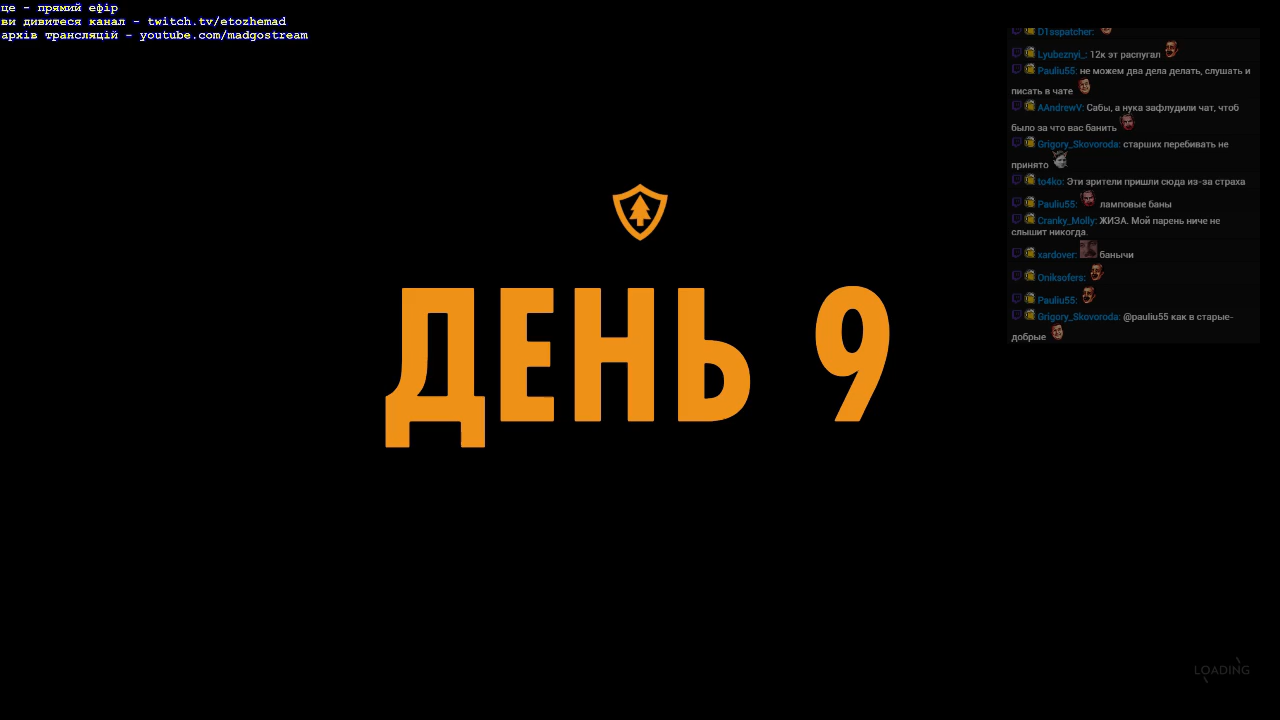 це - прямий ефір
ви дивитеся канал - twitch.tv/etozhemad
архів трансляцій - youtube.com/madgostream
D1sspatcher:
Lyubeznyi_: 12к эт распугал
Pauliu55: не можем два дела делать, слушать и
писать в чате
AAndrewV: Сабы, а нука зафлудили чат, чтоб
было за что вас банить
Grigory_Skovoroda: старших перебивать не
принято
to4ko: Эти зрители пришли сюда из-за страха
Pauliu55: ламповые баны
Cranky_Molly: ЖИЗА. Мой парень ниче не
слышит никогда.
xardover: банычи
Oniksofers:
Pauliu55:
Grigory_Skovoroda: @pauliu55 как в старые-
добрые
ДЕНЬ 9
LOADING